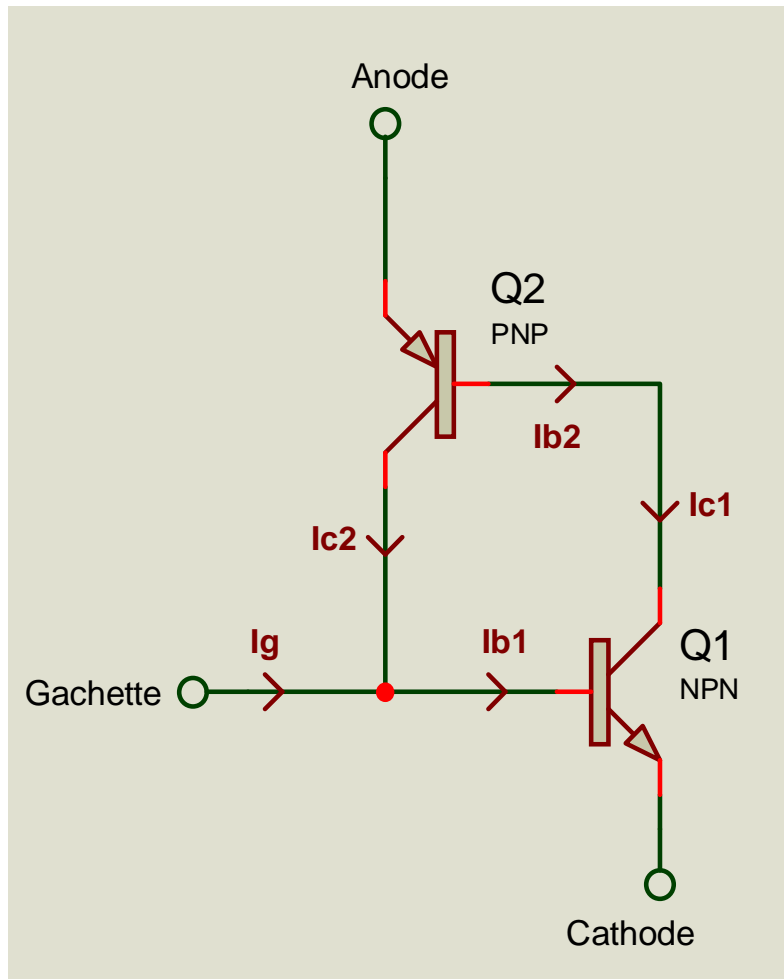 Anode
Q2
PNP
Ib2
Ic1
Ic2
Ig
Ib1
Q1
NPN
Gachette
Cathode